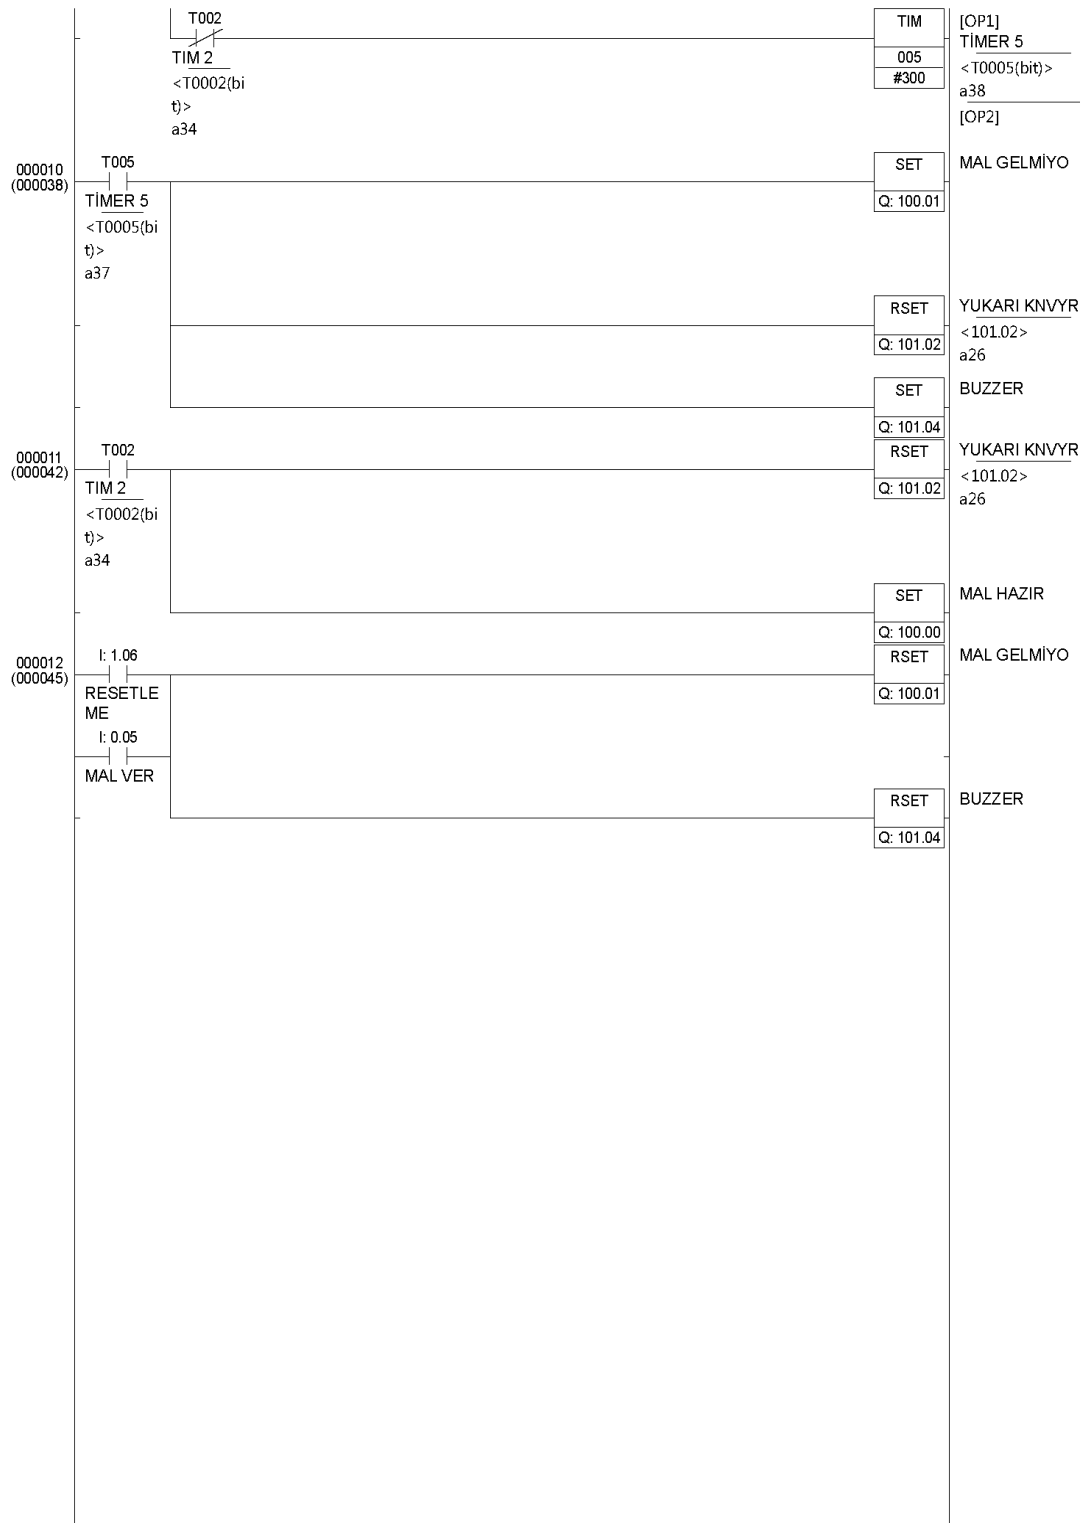 T002
TIM
[OP1]
TİMER 5
TIM 2
005
<T0002(bi
#300
<T0005(bit)>
t)>
a38
a34
[OP2]
000010
(000038)
T005
SET
MAL GELMİYO
TİMER 5
Q: 100.01
<T0005(bi
t)>
a37
RSET
YUKARI KNVYR
Q: 101.02
<101.02>
a26
SET
BUZZER
Q: 101.04
000011
(000042)
T002
RSET
YUKARI KNVYR
TIM 2
Q: 101.02
<101.02>
<T0002(bi
a26
t)>
a34
SET
MAL HAZIR
Q: 100.00
000012
(000045)
I: 1.06
RSET
MAL GELMİYO
RESETLE
ME
Q: 100.01
I: 0.05
MAL VER
RSET
BUZZER
Q: 101.04